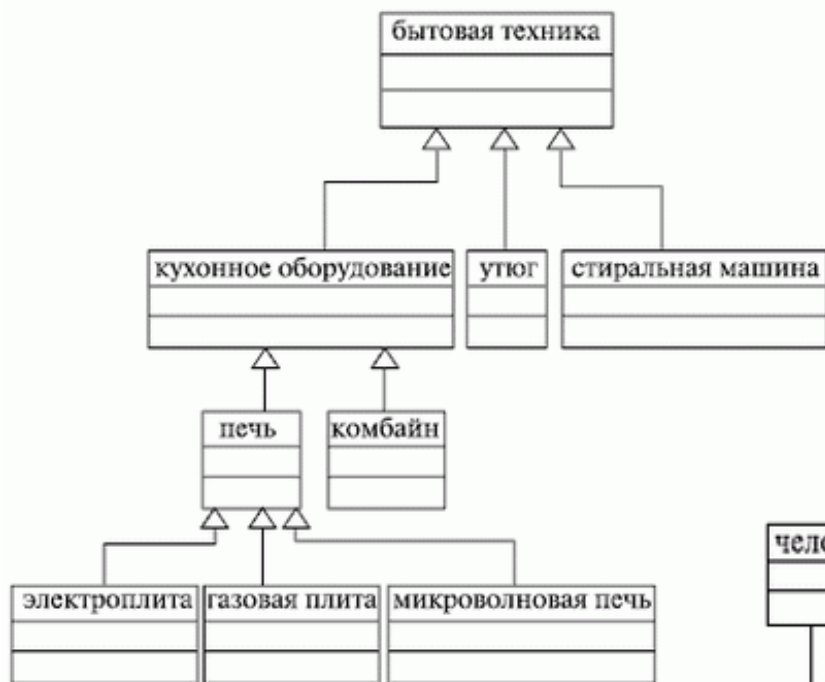 бытовая техника
кухонное оборудование
утюг
стиральная машина
печь
комбайн
электроплита
газовая плита
микроволновая печь